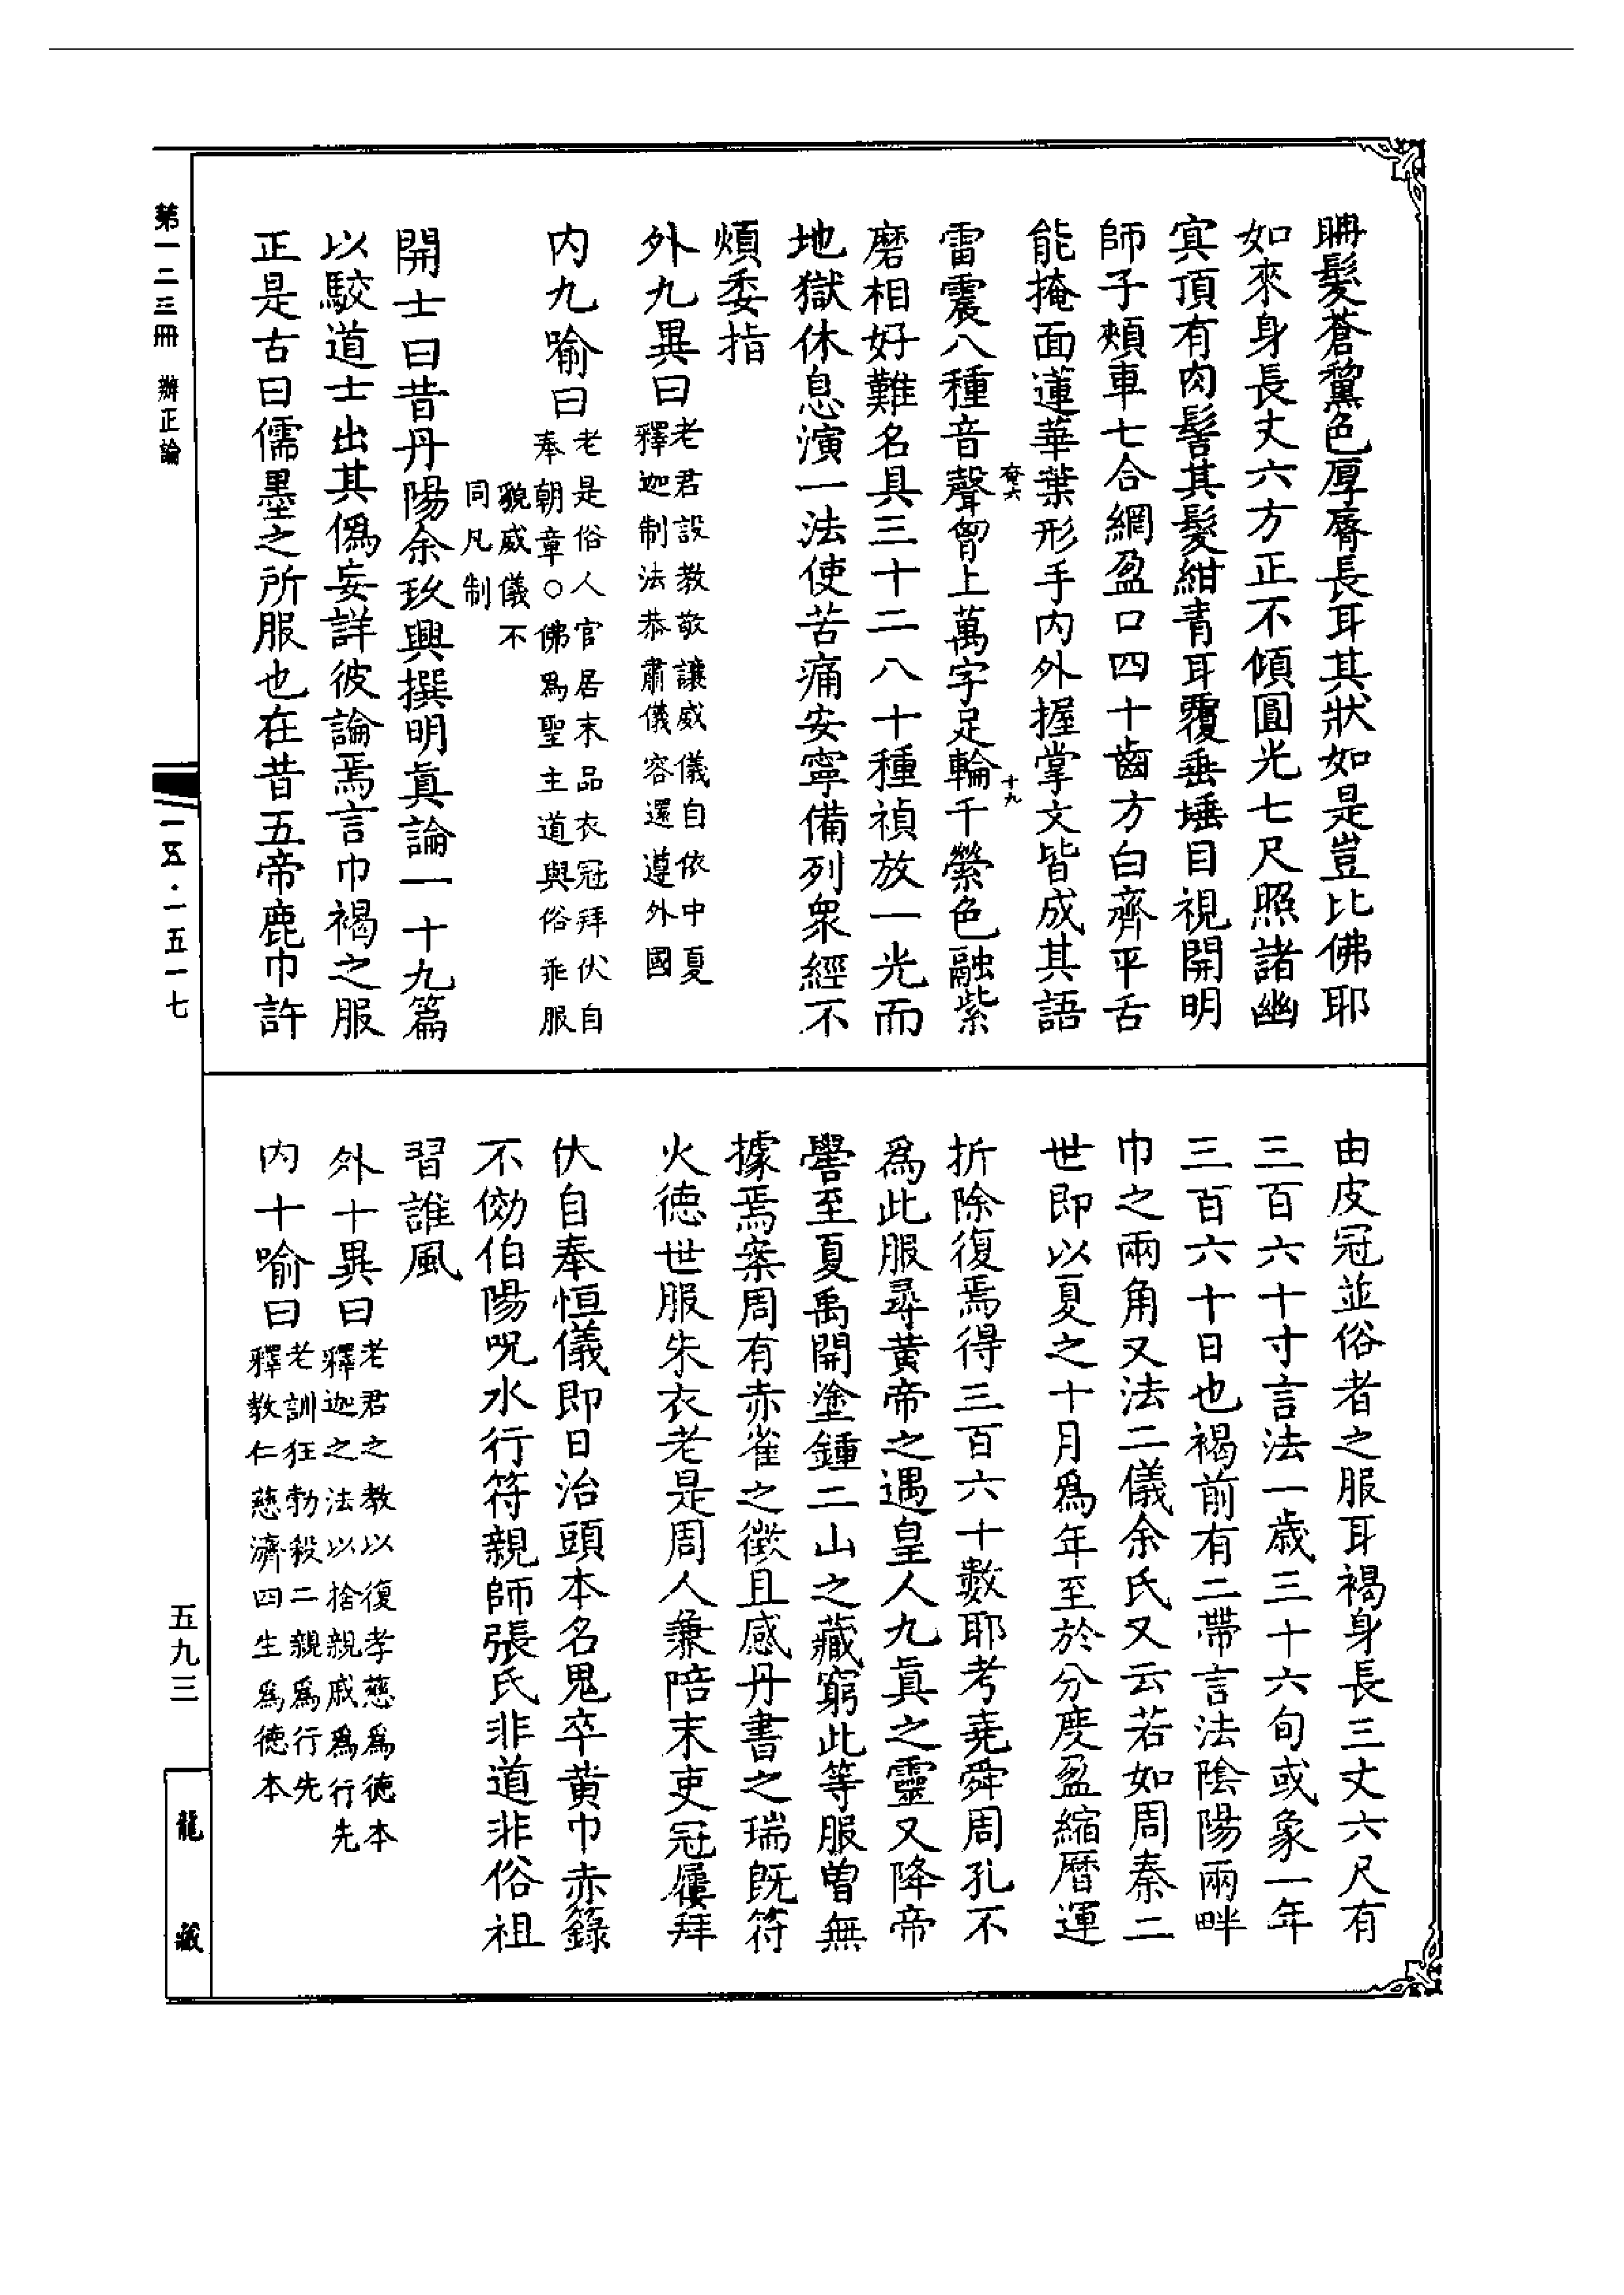 耼髮蒼黧色厚脣長耳其狀如是豈比佛耶
如來身長丈六方正不傾圓光七尺照諸幽
㝠頂有肉髻其髮紺青耳覆垂埵目視開明
師子頰車七合網盈口四十齒方白齊平舌
能掩面蓮華葉形手內外握掌文皆成其語
奄六
十九
雷震八種音聲胷上萬字足輪千縈色融紫
磨相好難名具三十二八十種禎放一光而
地獄休息演一法使苦痛安寧備列眾經不
煩委指
外九異曰老君設教敬讓威儀自依中夏
釋迦制法恭肅儀容還遵外國
內九喻曰老是俗人官居末品衣冠拜伏自
奉朝章○佛爲聖主道與俗乖服
貌威儀不
同凡制
開士曰昔丹陽余玖興撰明眞論一十九篇
以駮道士出其僞妄詳彼論焉言巾褐之服
正是古曰儒墨之所服也在昔五帝鹿巾許
由皮冠並俗者之服耳褐身長三丈六尺有
三百六十寸言法一歲三十六旬或象一年
三百六十日也褐前有二帶言法陰陽兩畔
巾之兩角又法二儀余氏又云若如周秦二
世即以夏之十月爲年至於分度盈縮曆運
折除復焉得三百六十數耶考堯舜周孔不
爲此服尋黃帝之遇皇人九眞之靈又降帝
嚳至夏禹開塗鍾二山之藏窮此等服曾無
據焉案周有赤雀之徵且感丹書之瑞既符
火德世服朱衣老是周人兼陪末吏冠屨拜
伏自奉恒儀即日治頭本名鬼卒黄巾赤籙
不傚伯陽呪水行符親師張氏非道非俗祖
習誰風
外十異曰老君之教以復孝慈爲德本
釋迦之法以捨親戚爲行先
內十喻曰老訓狂勃殺二親爲行先
釋教仁慈濟四生爲德本
第一二三冊 辦正論
一五·一五一七
五九三
龍藏